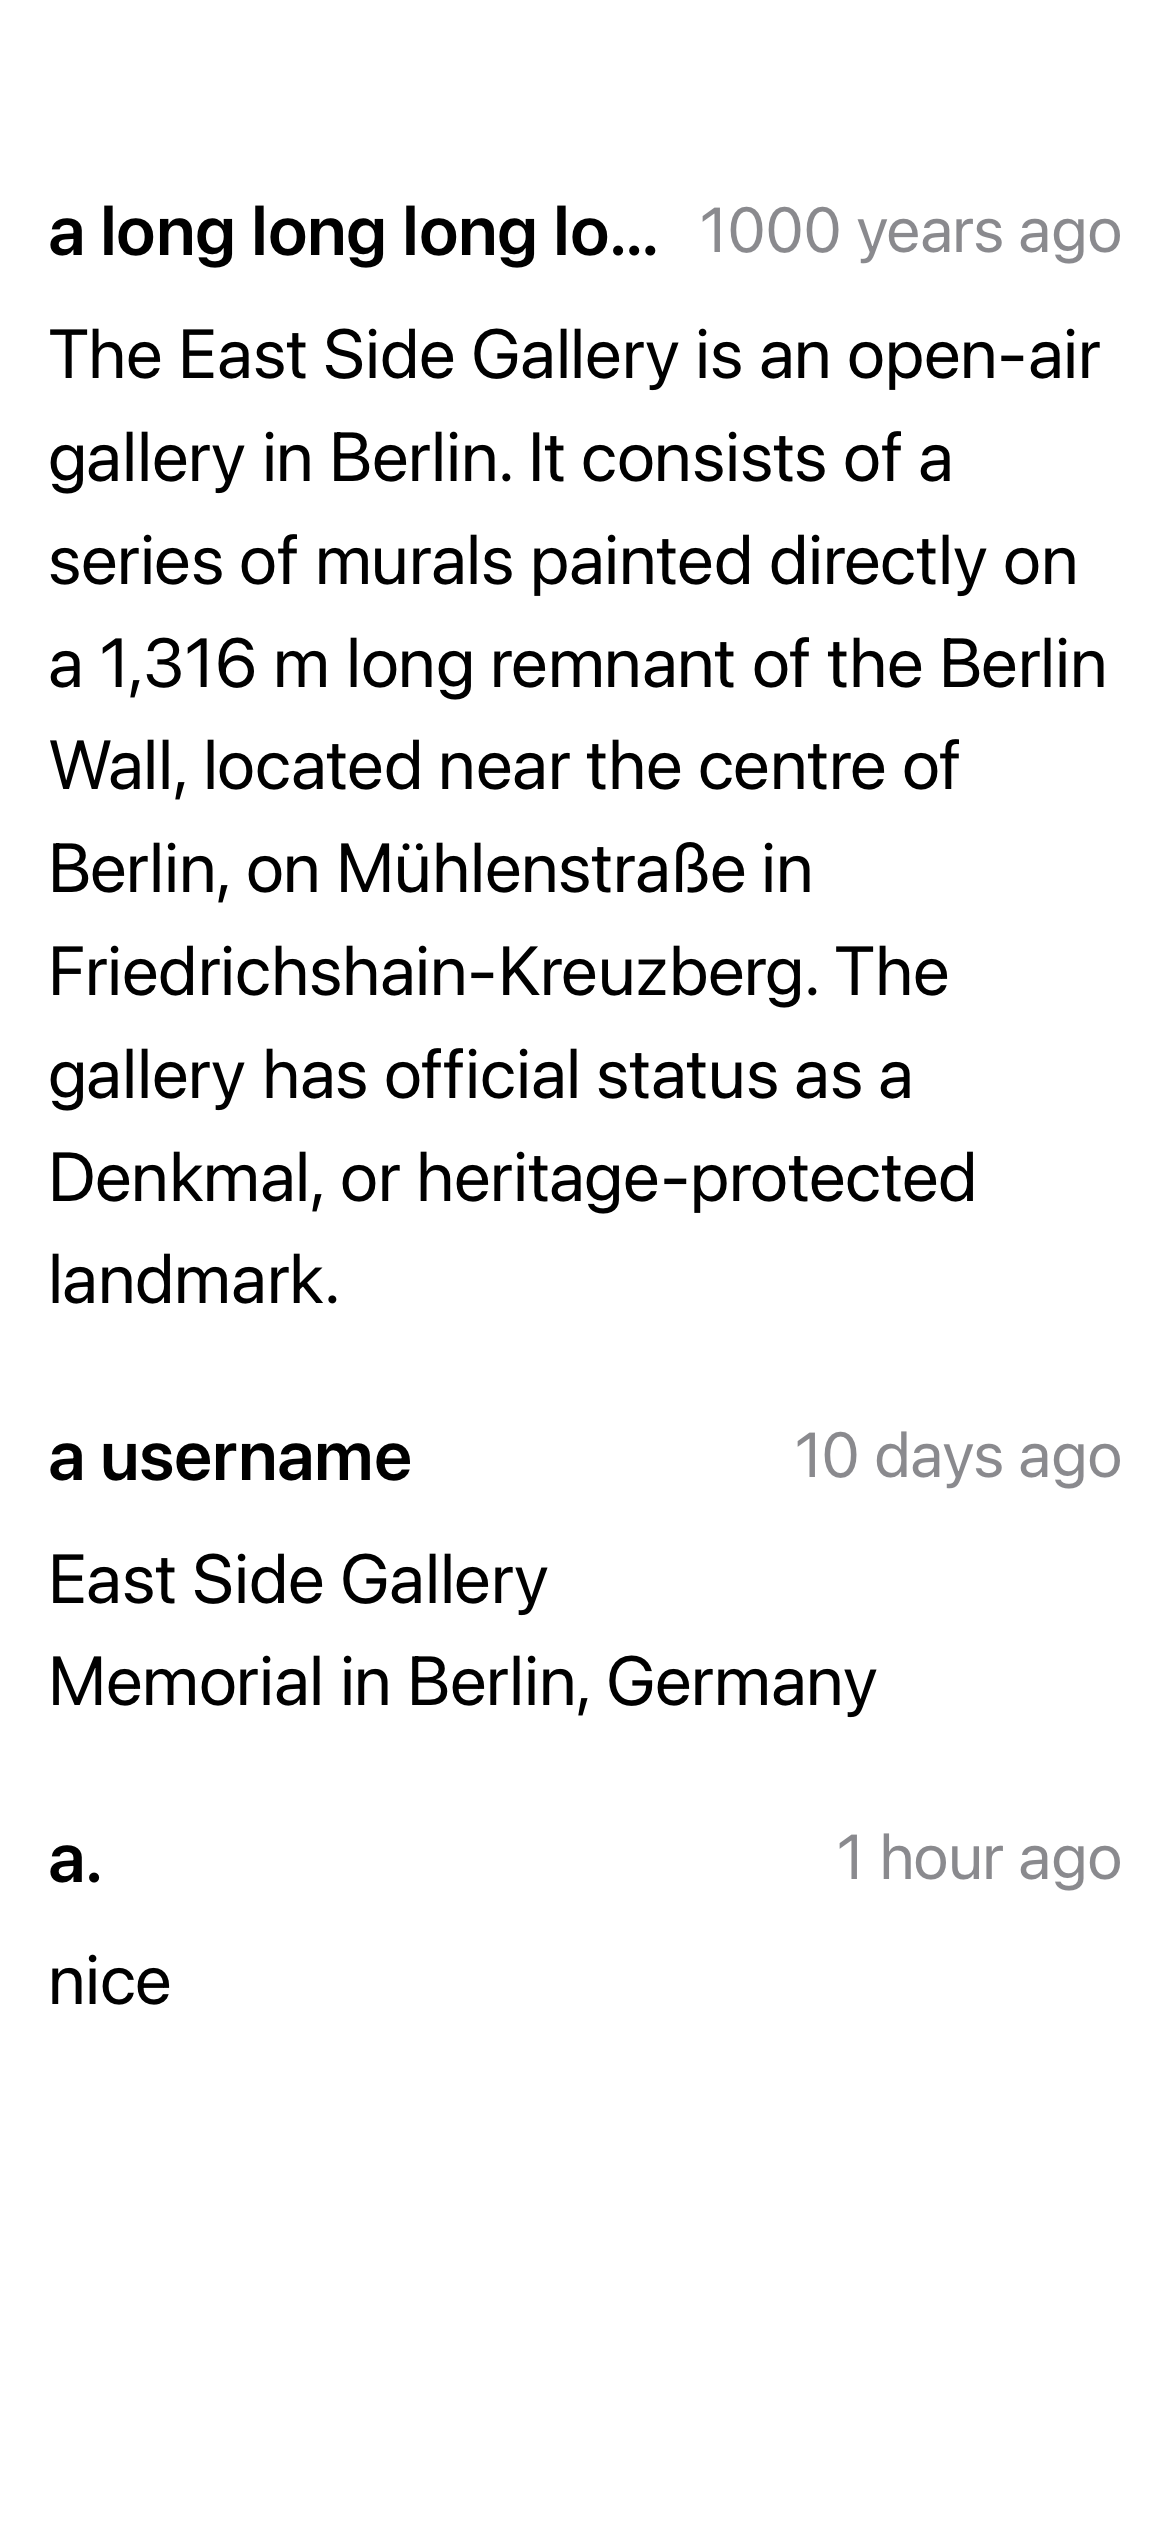 a long long long lo... 1000 years ago
The East Side Gallery is an open-air
gallery in Berlin. It consists of a
series of murals painted directly on
a 1,316 m long remnant of the Berlin
Wall, located near the centre of
Berlin, on Mühlenstraße in
Friedrichshain-Kreuzberg. The
gallery has official status as a
Denkmal, or heritage-protected
landmark.
a username 10 days ago
East Side Gallery
Memorial in Berlin, Germany
a. 1 hour ago
nice